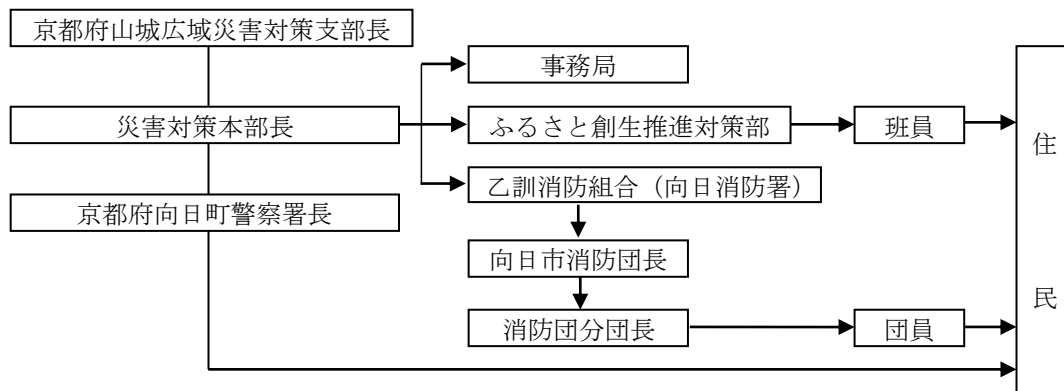 京都府山城広域災害対策支部長
事務局
災害対策本部長
ふるさと創生推進対策部
班員
住民
乙訓消防組合（向日消防署）
京都府向日町警察署長
向日市消防団長
消防団分団長
団員